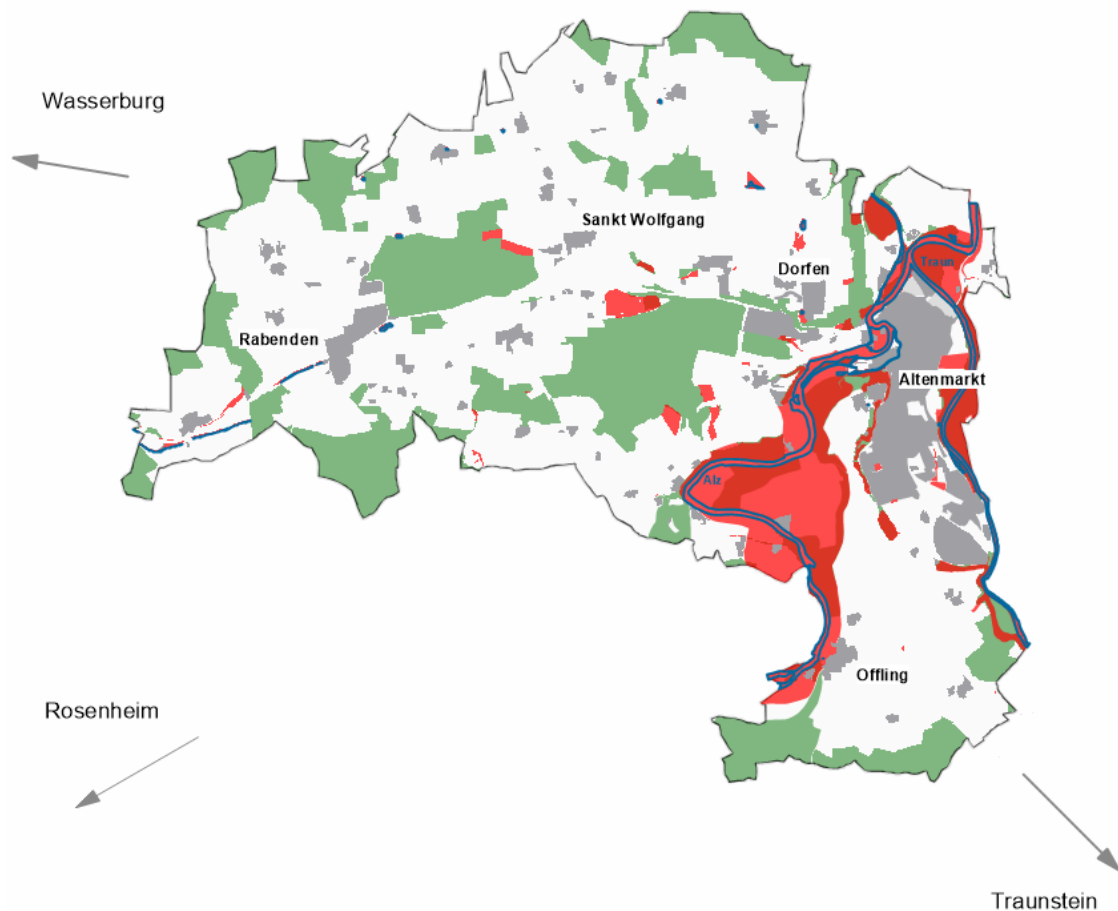 Wasserburg
Sankt Wolfgang
Traun
Dorfen
Rabenden
Altenmarkt
Alz
Offling
Rosenheim
Traunstein